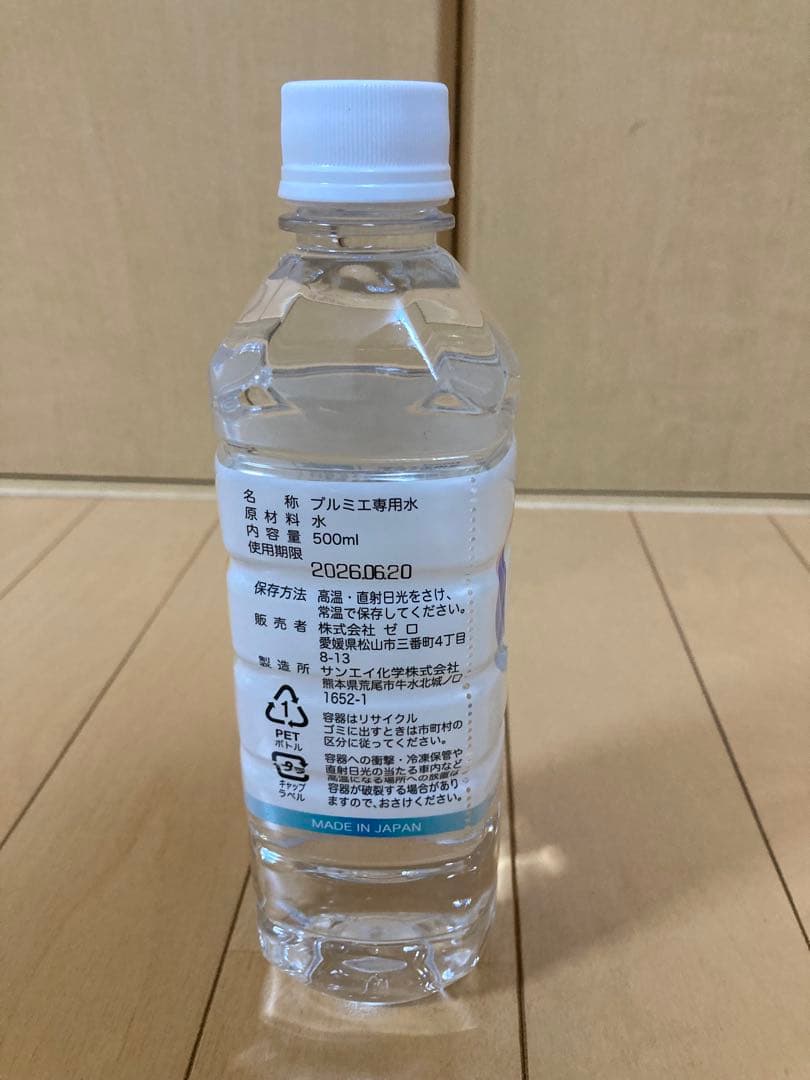 名称 プルミエ専用水
原材料 水
内容量 500ml
使用期限
2026.06.20
保存方法 高温・直射日光をさけ、
常温で保存してください。
販売者 株式会社 ゼロ
愛媛県松山市三番町4丁目
8-13
製造所 サンエイ化学株式会社
熊本県荒尾市牛水北城ノ口
1652-1
1
PET
ボトル
容器はリサイクル
ゴミに出すときは市町村の
区分に従ってください。
プラ
キャップ
ラベル
容器への衝撃・冷凍保管や
直射日光の当たる車内など
高温になる場所への放置は
容器が破裂する場合があり
ますので、おさけください。
MADE IN JAPAN